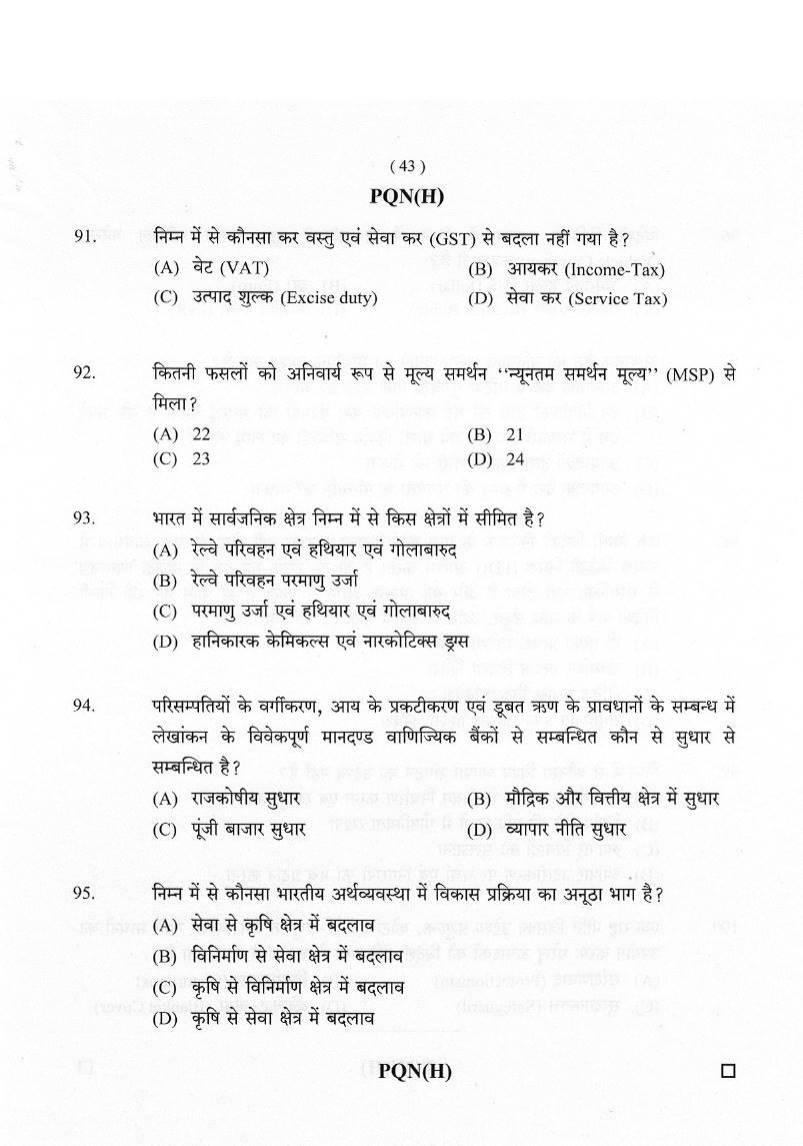 ( 43 )
PQN(H)
91. निम्न में से कौनसा कर वस्तु एवं सेवा कर (GST) से बदला नहीं गया है?
(A) वेट (VAT) (B) आयकर (Income-Tax)
(C) उत्पाद शुल्क (Excise duty) (D) सेवा कर (Service Tax)
92. कितनी फसलों को अनिवार्य रूप से मूल्य समर्थन ‘‘न्यूनतम समर्थन मूल्य’’ (MSP) से
मिला?
(A) 22 (B) 21
(C) 23 (D) 24
93. भारत में सार्वजनिक क्षेत्र निम्न में से किस क्षेत्रों में सीमित है?
(A) रेल्वे परिवहन एवं हथियार एवं गोलाबारुद
(B) रेल्वे परिवहन परमाणु उर्जा
(C) परमाणु उर्जा एवं हथियार एवं गोलाबारुद
(D) हानिकारक केमिकल्स एवं नारकोटिक्स ड्रग्स
94. परिसम्पतियों के वर्गीकरण, आय के प्रकटीकरण एवं डूबत ऋण के प्रावधानों के सम्बन्ध में
लेखांकन के विवेकपूर्ण मानदण्ड वाणिज्यिक बैंकों से सम्बन्धित कौन से सुधार से
सम्बन्धित है?
(A) राजकोषीय सुधार (B) मौद्रिक और वित्तीय क्षेत्र में सुधार
(C) पूंजी बाजार सुधार (D) व्यापार नीति सुधार
95. निम्न में से कौनसा भारतीय अर्थव्यवस्था में विकास प्रक्रिया का अनूठा भाग है?
(A) सेवा से कृषि क्षेत्र में बदलाव
(B) विनिर्माण से सेवा क्षेत्र में बदलाव
(C) कृषि से विनिर्माण क्षेत्र में बदलाव
(D) कृषि से सेवा क्षेत्र में बदलाव
PQN(H)